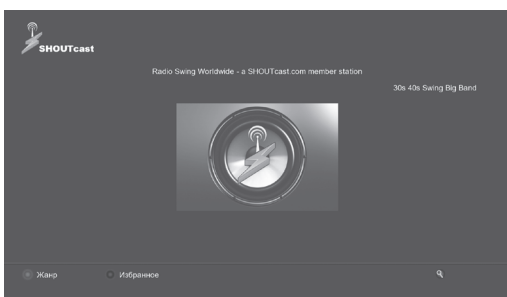 SHOUTcast
Radio Swing Worldwide - a SHOUTcast.com member station
30s 40s Swing Big Band
Жанр
Избранное